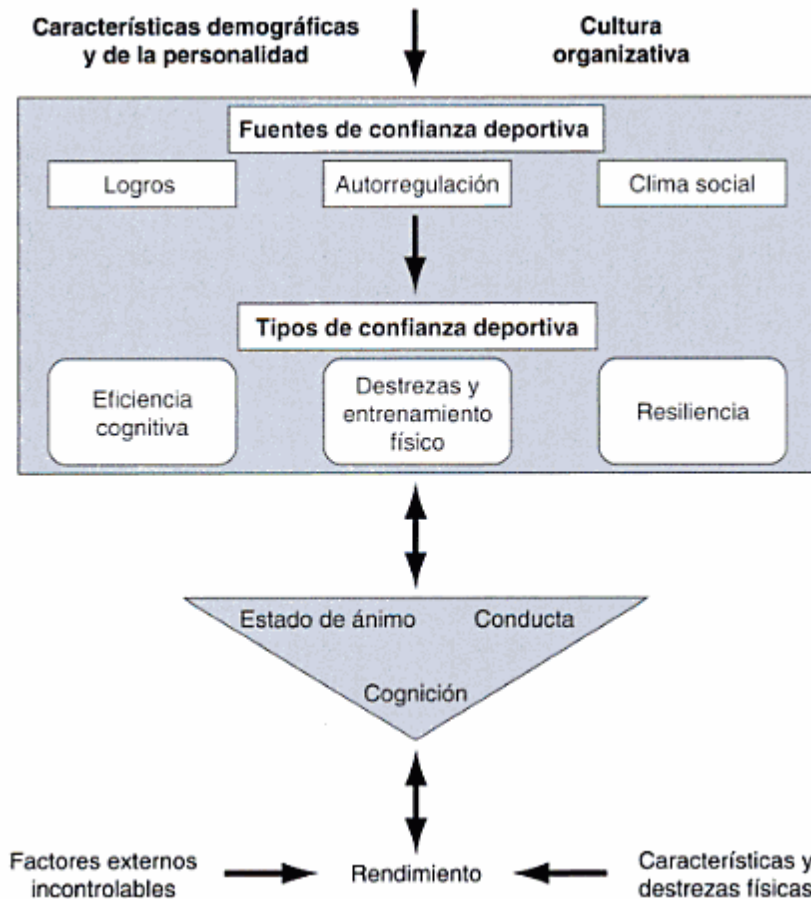 Características demográficas
y de la personalidad
Cultura
organizativa
Fuentes de confianza deportiva
Logros
Autorregulación
Clima social
Tipos de confianza deportiva
Eficiencia
cognitiva
Destrezas y
entrenamiento
físico
Resiliencia
Estado de ánimo
Conducta
Cognición
Factores externos
incontrolables
Rendimiento
Características y
destrezas físicas